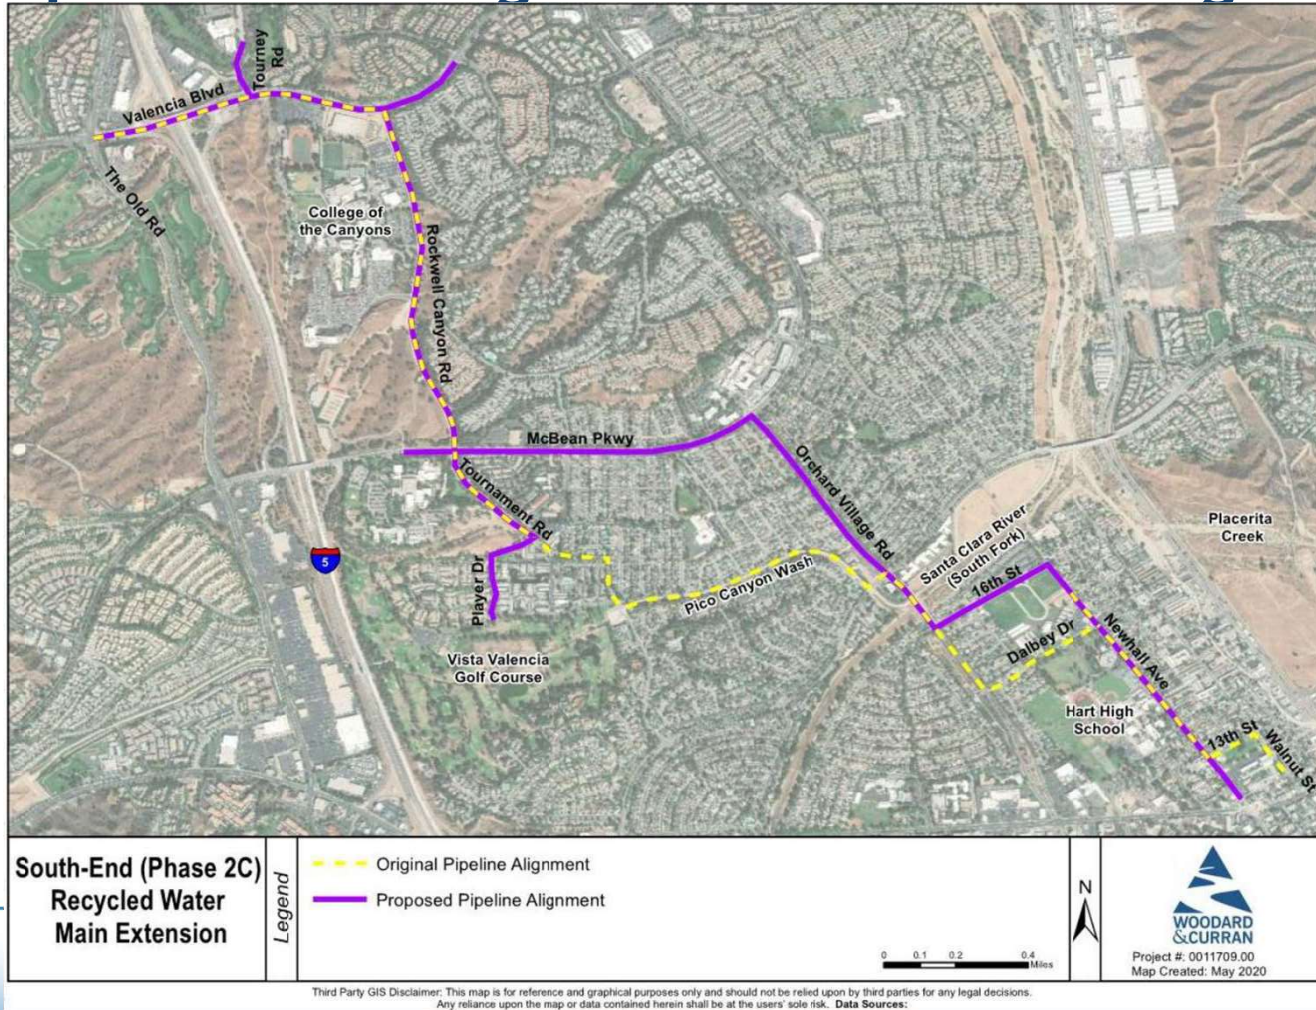 Tourney
Rd
Valencia Blvd
The Old Rd
College of
the Canyons
Rockwell Canyon Rd
McBean Pkwy
Orchard Village Rd
Tournament Rd
Santa Clara River
(South Fork)
Placerita
Creek
5
Player Dr
Pico Canyon Wash
16th St
Dalbey Dr
Newhall Ave
Vista Valencia
Golf Course
Hart High
School
13th St
Walnut St
South-End (Phase 2C)
Recycled Water
Main Extension
Legend
Original Pipeline Alignment
Proposed Pipeline Alignment
0 0.1 0.2 0.4
Miles
N
WOODARD
&CURRAN
Project #: 0011709.00
Map Created: May 2020
Third Party GIS Disclaimer: This map is for reference and graphical purposes only and should not be relied upon by third parties for any legal decisions.
Any reliance upon the map or data contained herein shall be at the users' sole risk. Data Sources: